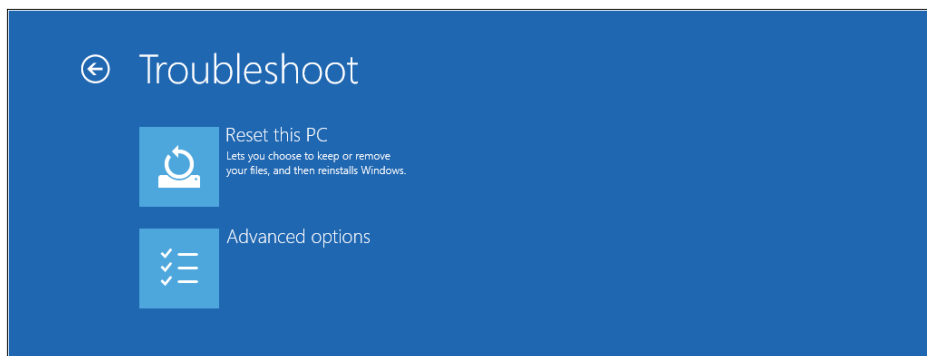 Troubleshoot
Reset this PC
Lets you choose to keep or remove
your files, and then reinstalls Windows.
Advanced options